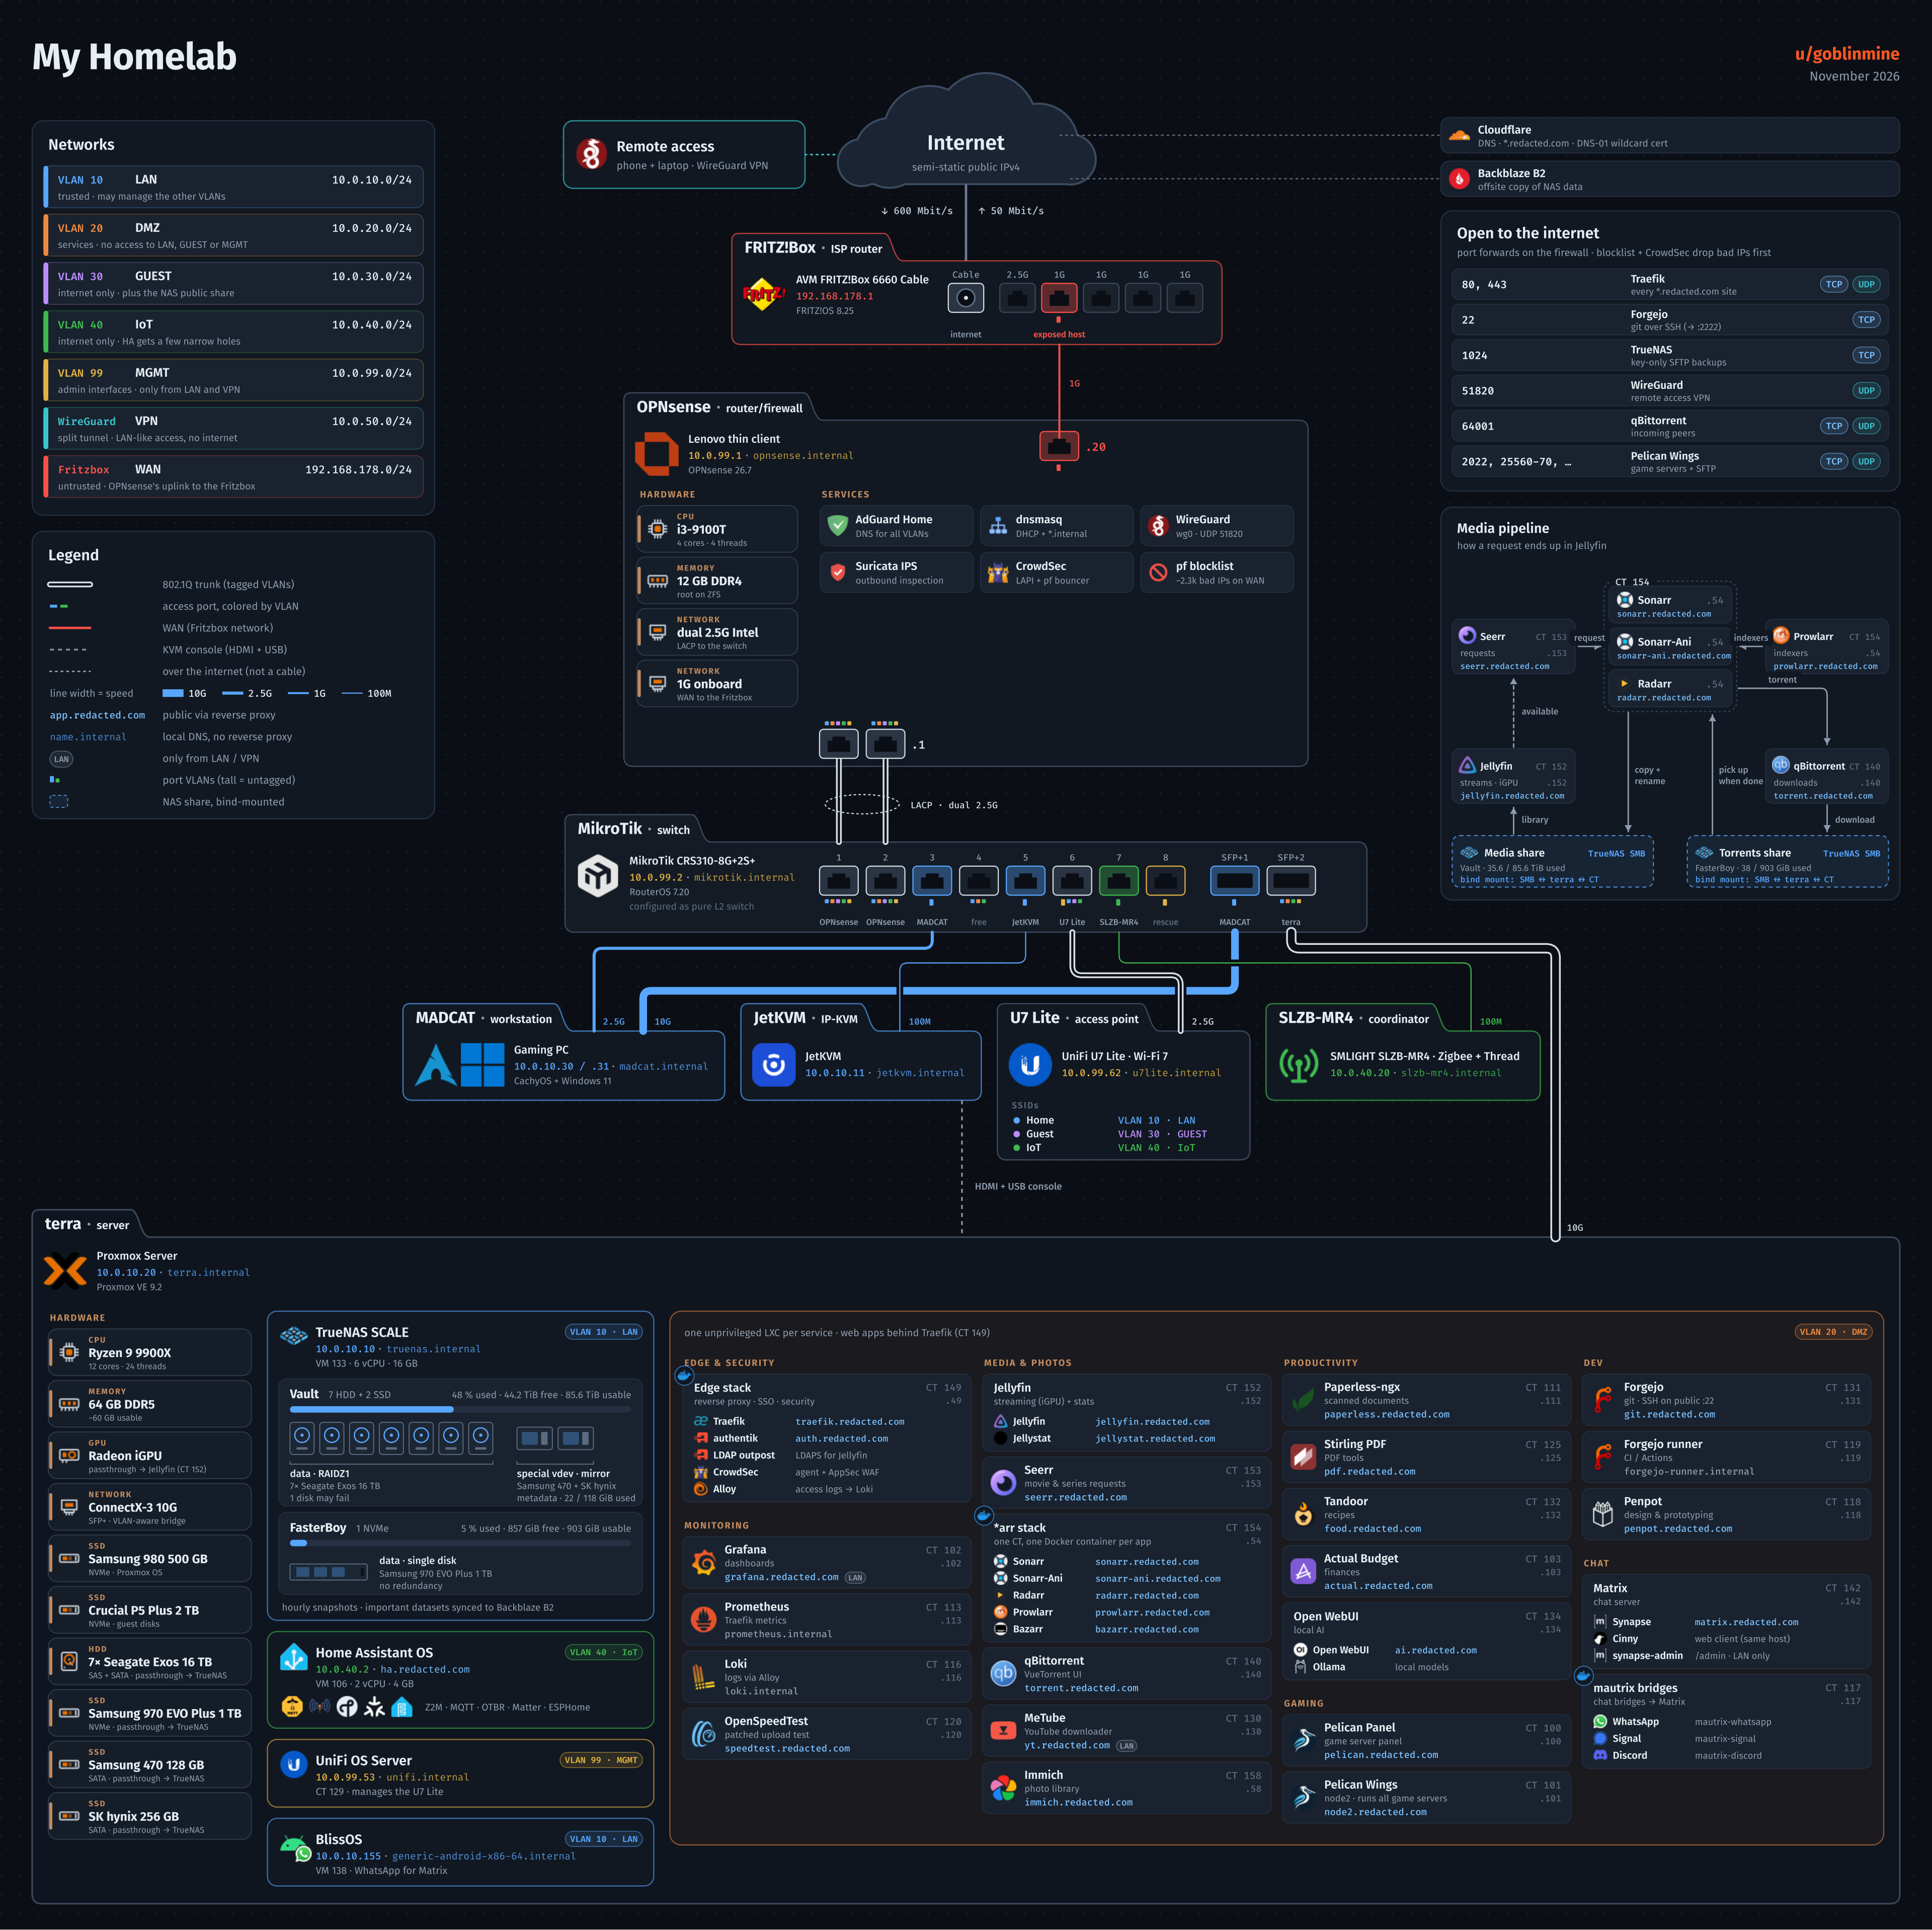 My Homelab
u/goblinmine
November 2026
Networks
VLAN 10 LAN 10.0.10.0/24
trusted · may manage the other VLANs
VLAN 20 DMZ 10.0.20.0/24
services · no access to LAN, GUEST or MGMT
VLAN 30 GUEST 10.0.30.0/24
internet only · plus the NAS public share
VLAN 40 IoT 10.0.40.0/24
internet only · HA gets a few narrow holes
VLAN 99 MGMT 10.0.99.0/24
admin interfaces · only from LAN and VPN
WireGuard VPN 10.0.50.0/24
split tunnel · LAN-like access, no internet
Fritzbox WAN 192.168.178.0/24
untrusted · OPNsense's uplink to the Fritzbox
Legend
802.1Q trunk (tagged VLANs)
access port, colored by VLAN
WAN (Fritzbox network)
KVM console (HDMI + USB)
over the internet (not a cable)
line width = speed 10G 2.5G 1G 100M
app.redacted.com public via reverse proxy
name.internal local DNS, no reverse proxy
LAN only from LAN / VPN
port VLANs (tall = untagged)
NAS share, bind-mounted
Remote access
phone + laptop · WireGuard VPN
Internet
semi-static public IPv4
↓ 600 Mbit/s ↑ 50 Mbit/s
Cloudflare
DNS · *.redacted.com · DNS-01 wildcard cert
Backblaze B2
offsite copy of NAS data
FRITZ!Box · ISP router
FRITZ!
AVM FRITZ!Box 6660 Cable
192.168.178.1
FRITZ!OS 8.25
Cable 2.5G 1G 1G 1G 1G
internet exposed host
1G
Open to the internet
port forwards on the firewall · blocklist + CrowdSec drop bad IPs first
80, 443 Traefik TCP UDP
every *.redacted.com site
22 Forgejo TCP
git over SSH (→ :2222)
1024 TrueNAS TCP
key-only SFTP backups
51820 WireGuard UDP
remote access VPN
64001 qBittorrent TCP UDP
incoming peers
2022, 25560-70, … Pelican Wings TCP UDP
game servers + SFTP
OPNsense · router/firewall
Lenovo thin client
10.0.99.1 · opnsense.internal
OPNsense 26.7
.20
HARDWARE
CPU
i3-9100T
4 cores · 4 threads
MEMORY
12 GB DDR4
root on ZFS
NETWORK
dual 2.5G Intel
LACP to the switch
NETWORK
1G onboard
WAN to the Fritzbox
SERVICES
AdGuard Home
DNS for all VLANs
dnsmasq
DHCP + *.internal
WireGuard
wg0 · UDP 51820
Suricata IPS
outbound inspection
CrowdSec
LAPI + pf bouncer
pf blocklist
~2.3k bad IPs on WAN
.1
LACP · dual 2.5G
Media pipeline
how a request ends up in Jellyfin
CT 154
Sonarr .54
sonarr.redacted.com
Sonarr-Ani .54
sonarr-ani.redacted.com
Radarr .54
radarr.redacted.com
Seerr CT 153
requests .153
seerr.redacted.com
request
indexers
Prowlarr CT 154
indexers .54
prowlarr.redacted.com
torrent
available
Jellyfin CT 152
streams · iGPU .152
jellyfin.redacted.com
copy +
rename
pick up
when done
qBittorrent CT 140
downloads .140
torrent.redacted.com
library
download
Media share TrueNAS SMB
Vault · 35.6 / 85.6 TiB used
bind mount: SMB ↔ terra ↔ CT
Torrents share TrueNAS SMB
FasterBoy · 38 / 903 GiB used
bind mount: SMB ↔ terra ↔ CT
MikroTik · switch
MikroTik CRS310-8G+2S+
10.0.99.2 · mikrotik.internal
RouterOS 7.20
configured as pure L2 switch
1 2 3 4 5 6 7 8 SFP+1 SFP+2
OPNsense OPNsense MADCAT free JetKVM U7 Lite SLZB-MR4 rescue MADCAT terra
MADCAT · workstation
2.5G 10G
Gaming PC
10.0.10.30 / .31 · madcat.internal
CachyOS + Windows 11
JetKVM · IP-KVM
100M
JetKVM
10.0.10.11 · jetkvm.internal
U7 Lite · access point
2.5G
UniFi U7 Lite · Wi-Fi 7
10.0.99.62 · u7lite.internal
SSIDs
Home VLAN 10 · LAN
Guest VLAN 30 · GUEST
IoT VLAN 40 · IoT
SLZB-MR4 · coordinator
100M
SMLIGHT SLZB-MR4 · Zigbee + Thread
10.0.40.20 · slzb-mr4.internal
HDMI + USB console
10G
terra · server
Proxmox Server
10.0.10.20 · terra.internal
Proxmox VE 9.2
HARDWARE
CPU
Ryzen 9 9900X
12 cores · 24 threads
MEMORY
64 GB DDR5
~60 GB usable
GPU
Radeon iGPU
passthrough → Jellyfin (CT 152)
NETWORK
ConnectX-3 10G
SFP+ · VLAN-aware bridge
SSD
Samsung 980 500 GB
NVMe · Proxmox OS
SSD
Crucial P5 Plus 2 TB
NVMe · guest disks
HDD
7× Seagate Exos 16 TB
SAS + SATA · passthrough → TrueNAS
SSD
Samsung 970 EVO Plus 1 TB
NVMe · passthrough → TrueNAS
SSD
Samsung 470 128 GB
SATA · passthrough → TrueNAS
SSD
SK hynix 256 GB
SATA · passthrough → TrueNAS
TrueNAS SCALE VLAN 10 · LAN
10.0.10.10 · truenas.internal
VM 133 · 6 vCPU · 16 GB
Vault 7 HDD + 2 SSD 48 % used · 44.2 TiB free · 85.6 TiB usable
data · RAIDZ1
7× Seagate Exos 16 TB
1 disk may fail
special vdev · mirror
Samsung 470 + SK hynix
metadata · 22 / 118 GiB used
FasterBoy 1 NVMe 5 % used · 857 GiB free · 903 GiB usable
data · single disk
Samsung 970 EVO Plus 1 TB
no redundancy
hourly snapshots · important datasets synced to Backblaze B2
Home Assistant OS VLAN 40 · IoT
10.0.40.2 · ha.redacted.com
VM 106 · 2 vCPU · 4 GB
Z2M · MQTT · OTBR · Matter · ESPHome
UniFi OS Server VLAN 99 · MGMT
10.0.99.53 · unifi.internal
CT 129 · manages the U7 Lite
BlissOS VLAN 10 · LAN
10.0.10.155 · generic-android-x86-64.internal
VM 138 · WhatsApp for Matrix
one unprivileged LXC per service · web apps behind Traefik (CT 149) VLAN 20 · DMZ
EDGE & SECURITY
Edge stack CT 149
reverse proxy · SSO · security .49
Traefik traefik.redacted.com
authentik auth.redacted.com
LDAP outpost LDAPS for Jellyfin
CrowdSec agent + AppSec WAF
Alloy access logs → Loki
MONITORING
Grafana CT 102
dashboards .102
grafana.redacted.com LAN
Prometheus CT 113
Traefik metrics .113
prometheus.internal
Loki CT 116
logs via Alloy .116
loki.internal
OpenSpeedTest CT 120
patched upload test .120
speedtest.redacted.com
MEDIA & PHOTOS
Jellyfin CT 152
streaming (iGPU) + stats .152
Jellyfin jellyfin.redacted.com
Jellystat jellystat.redacted.com
Seerr CT 153
movie & series requests .153
seerr.redacted.com
*arr stack CT 154
one CT, one Docker container per app .54
Sonarr sonarr.redacted.com
Sonarr-Ani sonarr-ani.redacted.com
Radarr radarr.redacted.com
Prowlarr prowlarr.redacted.com
Bazarr bazarr.redacted.com
qBittorrent CT 140
VueTorrent UI .140
torrent.redacted.com
MeTube CT 130
YouTube downloader .130
yt.redacted.com LAN
Immich CT 158
photo library .58
immich.redacted.com
PRODUCTIVITY
Paperless-ngx CT 111
scanned documents .111
paperless.redacted.com
Stirling PDF CT 125
PDF tools .125
pdf.redacted.com
Tandoor CT 132
recipes .132
food.redacted.com
Actual Budget CT 103
finances .103
actual.redacted.com
Open WebUI CT 134
local AI .134
Open WebUI ai.redacted.com
Ollama local models
GAMING
Pelican Panel CT 100
game server panel .100
pelican.redacted.com
Pelican Wings CT 101
node2 · runs all game servers .101
node2.redacted.com
DEV
Forgejo CT 131
git · SSH on public :22 .131
git.redacted.com
Forgejo runner CT 119
CI / Actions .119
forgejo-runner.internal
Penpot CT 118
design & prototyping .118
penpot.redacted.com
CHAT
Matrix CT 142
chat server .142
Synapse matrix.redacted.com
Cinny web client (same host)
synapse-admin /admin · LAN only
mautrix bridges CT 117
chat bridges → Matrix .117
WhatsApp mautrix-whatsapp
Signal mautrix-signal
Discord mautrix-discord